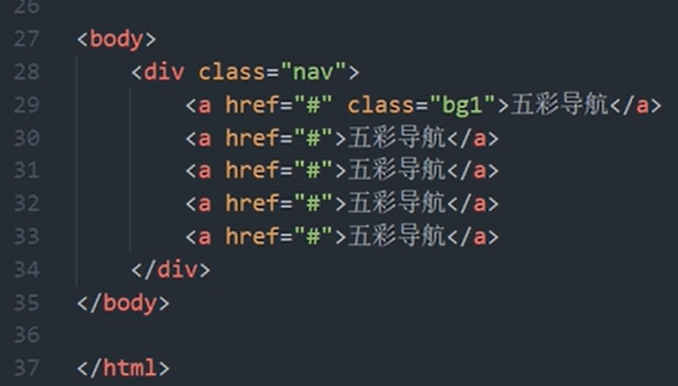 26
27 <body>
28 <div class="nav">
29 <a href="#" class="bg1">五彩导航</a>
30 <a href="#">五彩导航</a>
31 <a href="#">五彩导航</a>
32 <a href="#">五彩导航</a>
33 <a href="#">五彩导航</a>
34 </div>
35 </body>
36
37 </html>